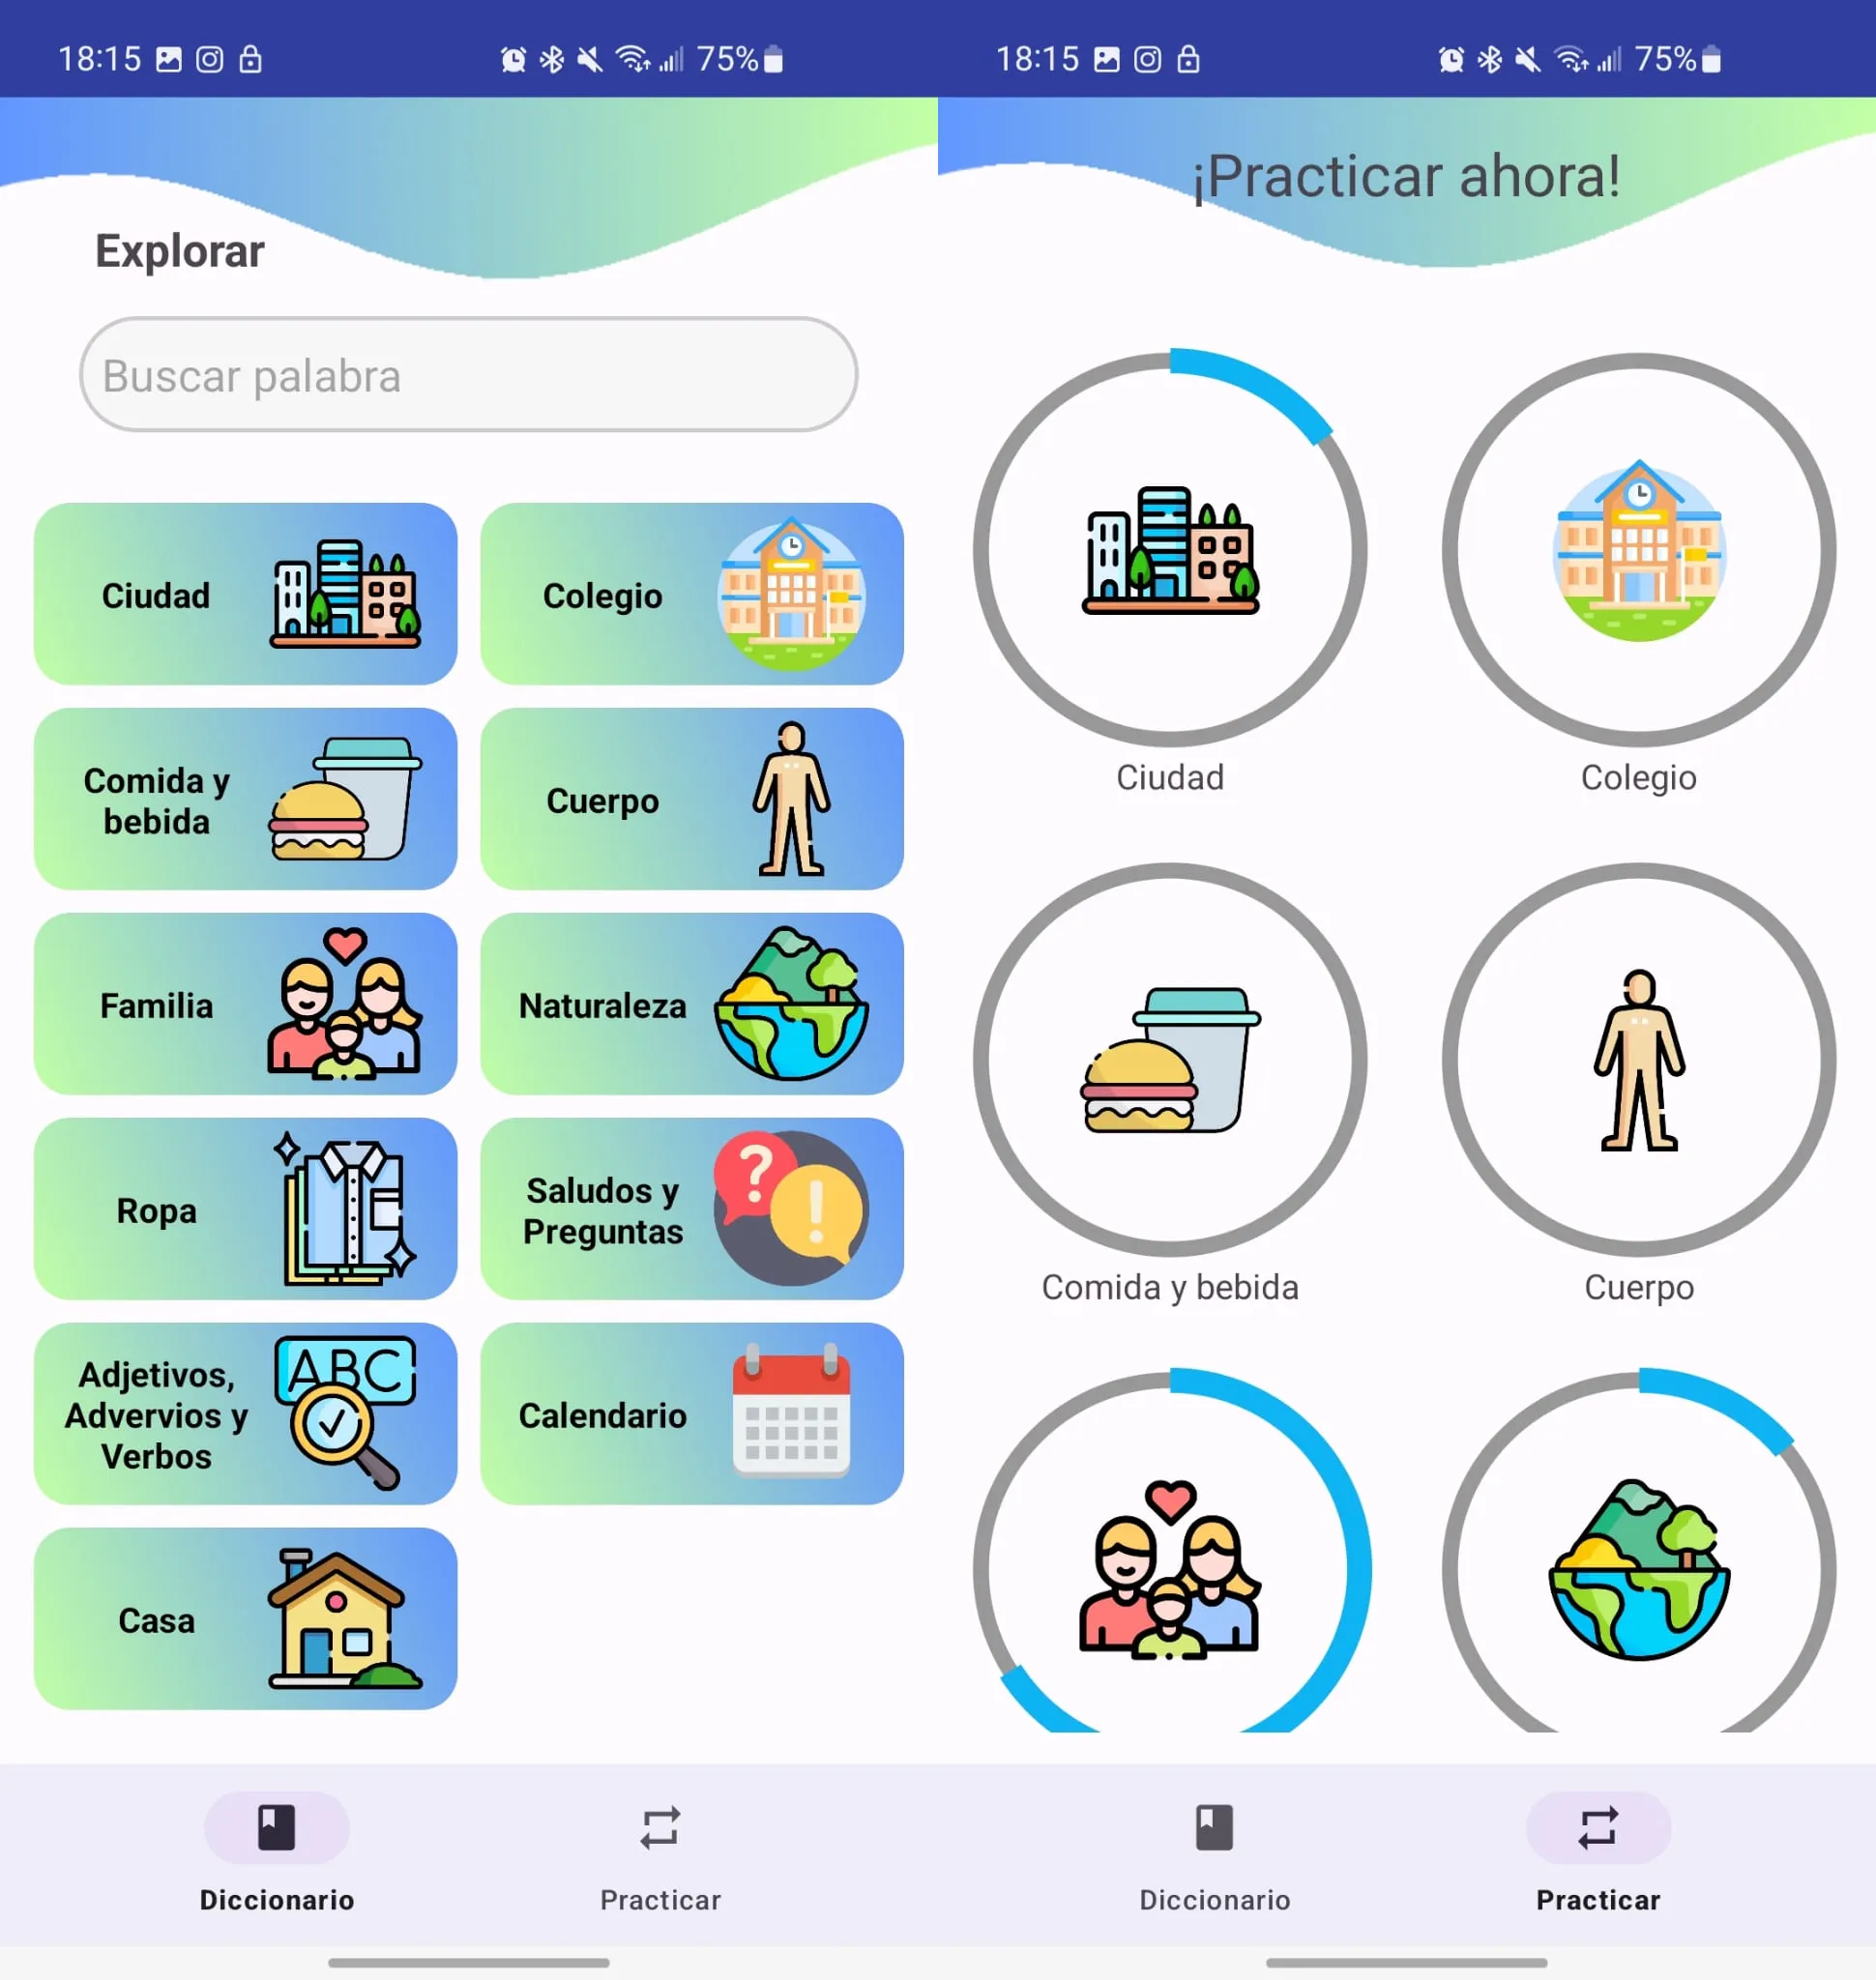 18:15
75%
Explorar
Buscar palabra
Ciudad
Colegio
Comida y
bebida
Cuerpo
Familia
Naturaleza
Ropa
Saludos y
Preguntas
Adjetivos,
Advervios y
Verbos
ABC
Calendario
Casa
Diccionario
Practicar
18:15
75%
¡Practicar ahora!
Ciudad
Colegio
Comida y bebida
Cuerpo
Diccionario
Practicar